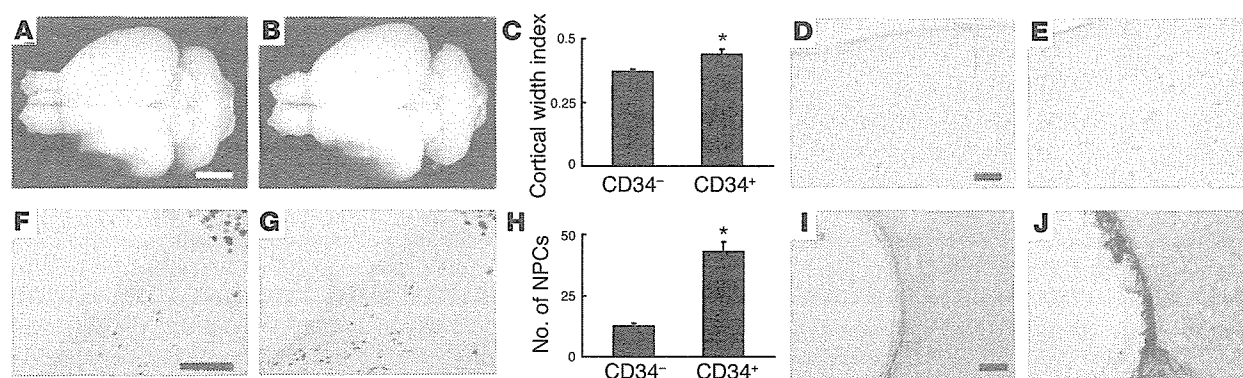 A
B
C
Cortical width index
0.5
0.25
0
*
CD34⁻
CD34⁺
D
E
F
G
H
No. of NPCs
50
25
0
*
CD34⁻
CD34⁺
I
J